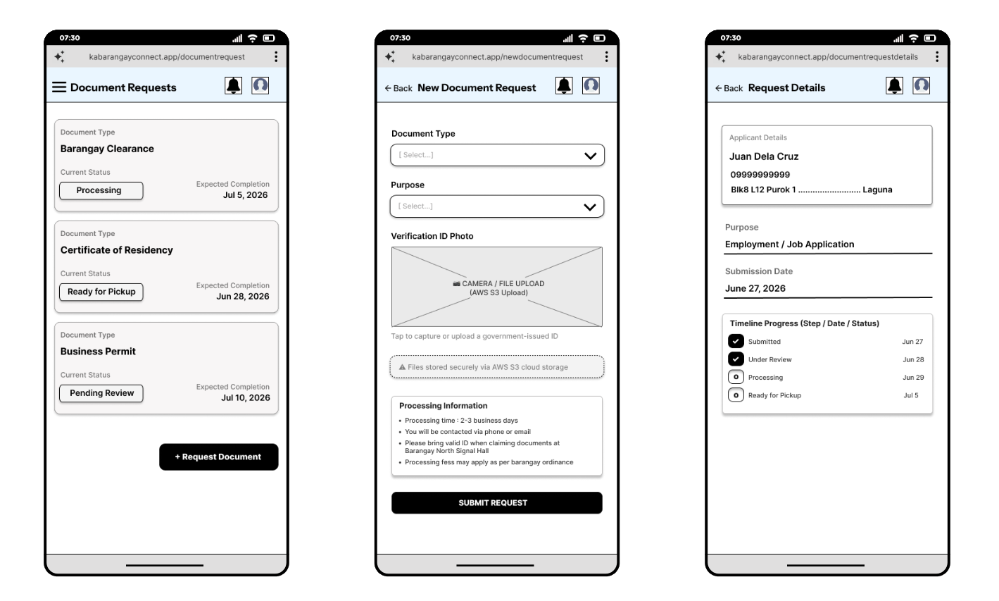 07:30
kabarangayconnect.app/documentrequest
Document Requests
Document Type
Barangay Clearance
Current Status
Processing
Expected Completion
Jul 5, 2026
Document Type
Certificate of Residency
Current Status
Ready for Pickup
Expected Completion
Jun 28, 2026
Document Type
Business Permit
Current Status
Pending Review
Expected Completion
Jul 10, 2026
+ Request Document
07:30
kabarangayconnect.app/newdocumentrequest
← Back New Document Request
Document Type
[ Select...]
Purpose
[ Select...]
Verification ID Photo
📷 CAMERA / FILE UPLOAD
(AWS S3 Upload)
Tap to capture or upload a government-issued ID
⚠ Files stored securely via AWS S3 cloud storage
Processing Information
• Processing time : 2-3 business days
• You will be contacted via phone or email
• Please bring valid ID when claiming documents at
Barangay North Signal Hall
• Processing fess may apply as per barangay ordinance
SUBMIT REQUEST
07:30
kabarangayconnect.app/documentrequestdetails
← Back Request Details
Applicant Details
Juan Dela Cruz
09999999999
Blk8 L12 Purok 1 .......................... Laguna
Purpose
Employment / Job Application
Submission Date
June 27, 2026
Timeline Progress (Step / Date / Status)
Submitted Jun 27
Under Review Jun 28
Processing Jun 29
Ready for Pickup Jul 5